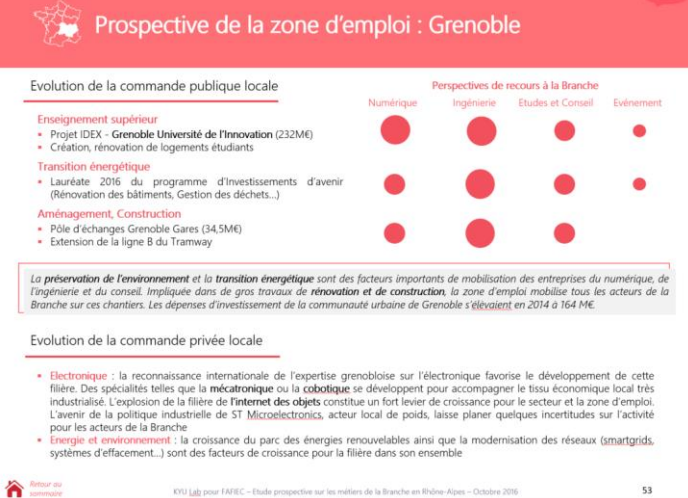 Prospective de la zone d'emploi : Grenoble
Evolution de la commande publique locale
Perspectives de recours à la Branche
Numérique Ingénierie Etudes et Conseil Evénement
Enseignement supérieur
▪ Projet IDEX - Grenoble Université de l'Innovation (232M€)
▪ Création, rénovation de logements étudiants
Transition énergétique
▪ Lauréate 2016 du programme d'Investissements d'avenir
(Rénovation des bâtiments, Gestion des déchets...)
Aménagement, Construction
▪ Pôle d'échanges Grenoble Gares (34,5M€)
▪ Extension de la ligne B du Tramway
La préservation de l'environnement et la transition énergétique sont des facteurs importants de mobilisation des entreprises du numérique, de
l'ingénierie et du conseil. Impliquée dans de gros travaux de rénovation et de construction, la zone d'emploi mobilise tous les acteurs de la
Branche sur ces chantiers. Les dépenses d'investissement de la communauté urbaine de Grenoble s'élevaient en 2014 à 164 M€.
Evolution de la commande privée locale
▪ Electronique : la reconnaissance internationale de l'expertise grenobloise sur l'électronique favorise le développement de cette
filière. Des spécialités telles que la mécatronique ou la cobotique se développent pour accompagner le tissu économique local très
industrialisé. L'explosion de la filière de l'internet des objets constitue un fort levier de croissance pour le secteur et la zone d'emploi.
L'avenir de la politique industrielle de ST Microelectronics, acteur local de poids, laisse planer quelques incertitudes sur l'activité
pour les acteurs de la Branche
▪ Energie et environnement : la croissance du parc des énergies renouvelables ainsi que la modernisation des réseaux (smartgrids,
systèmes d'effacement...) sont des facteurs de croissance pour la filière dans son ensemble
Retour au
sommaire
KYU Lab pour FAFIEC – Etude prospective sur les métiers de la Branche en Rhône-Alpes – Octobre 2016
53